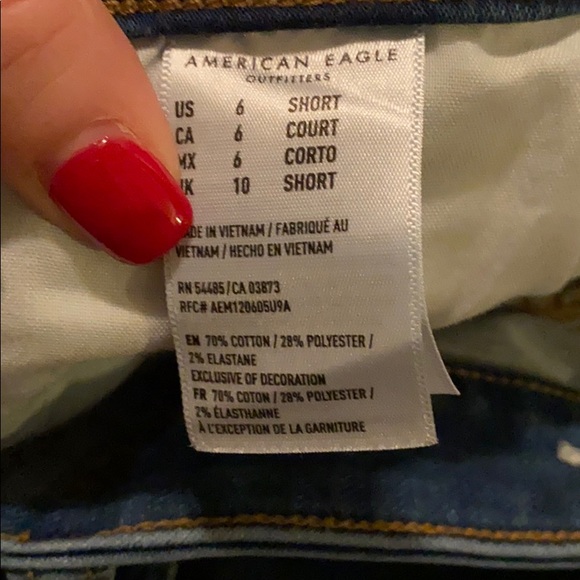 AMERICAN EAGLE
OUTFITTERS
US 6 SHORT
CA 6 COURT
MX 6 CORTO
UK 10 SHORT
MADE IN VIETNAM / FABRIQUÉ AU
VIETNAM / HECHO EN VIETNAM
RN 54485/CA 03873
RFC# AEM120605U9A
EN 70% COTTON / 28% POLYESTER /
2% ELASTANE
EXCLUSIVE OF DECORATION
FR 70% COTON / 28% POLYESTER /
2% ÉLASTHANNE
À L'EXCEPTION DE LA GARNITURE